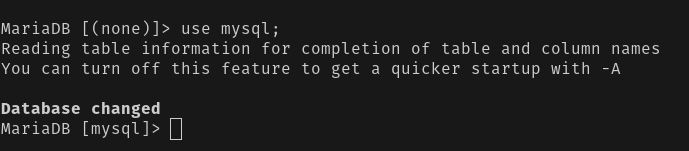 MariaDB [(none)]> use mysql;
Reading table information for completion of table and column names
You can turn off this feature to get a quicker startup with -A
Database changed
MariaDB [mysql]>